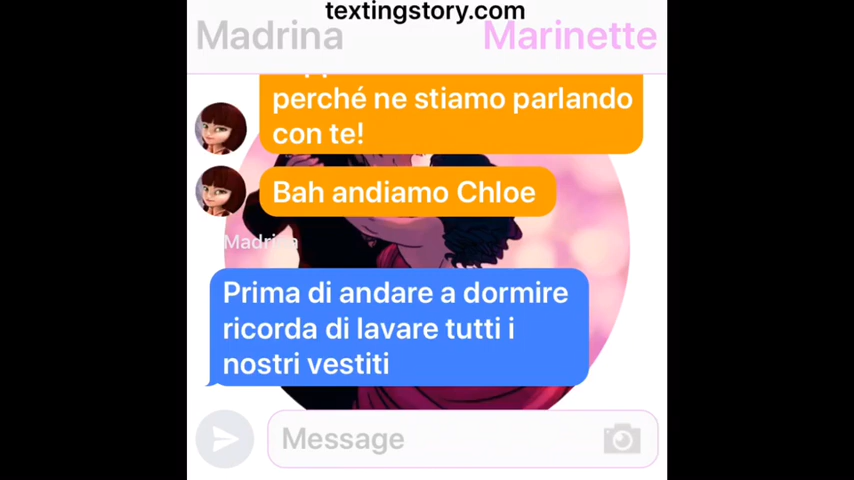 textingstory.com
Madrina
Marinette
perché ne stiamo parlando
con te!
Bah andiamo Chloe
Madrina
Prima di andare a dormire
ricorda di lavare tutti i
nostri vestiti
Message